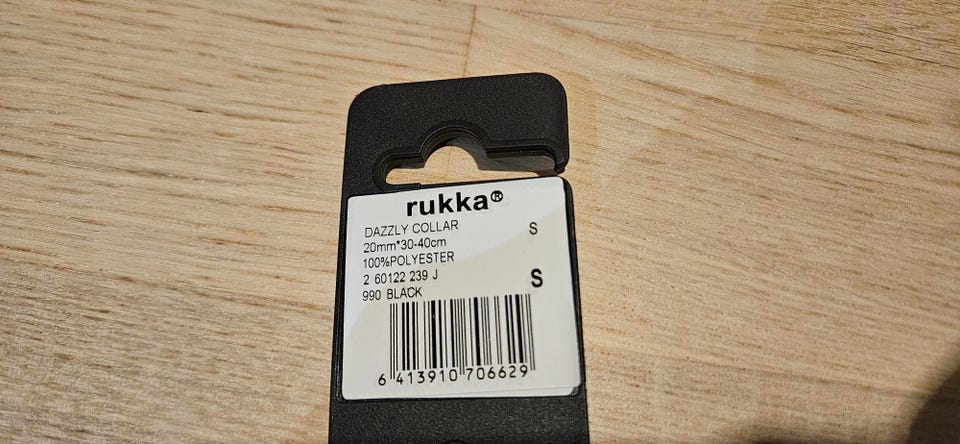 rukka®
DAZZLY COLLAR S
20mm*30-40cm
100%POLYESTER
2 60122 239 J S
990 BLACK
6 413910 706629